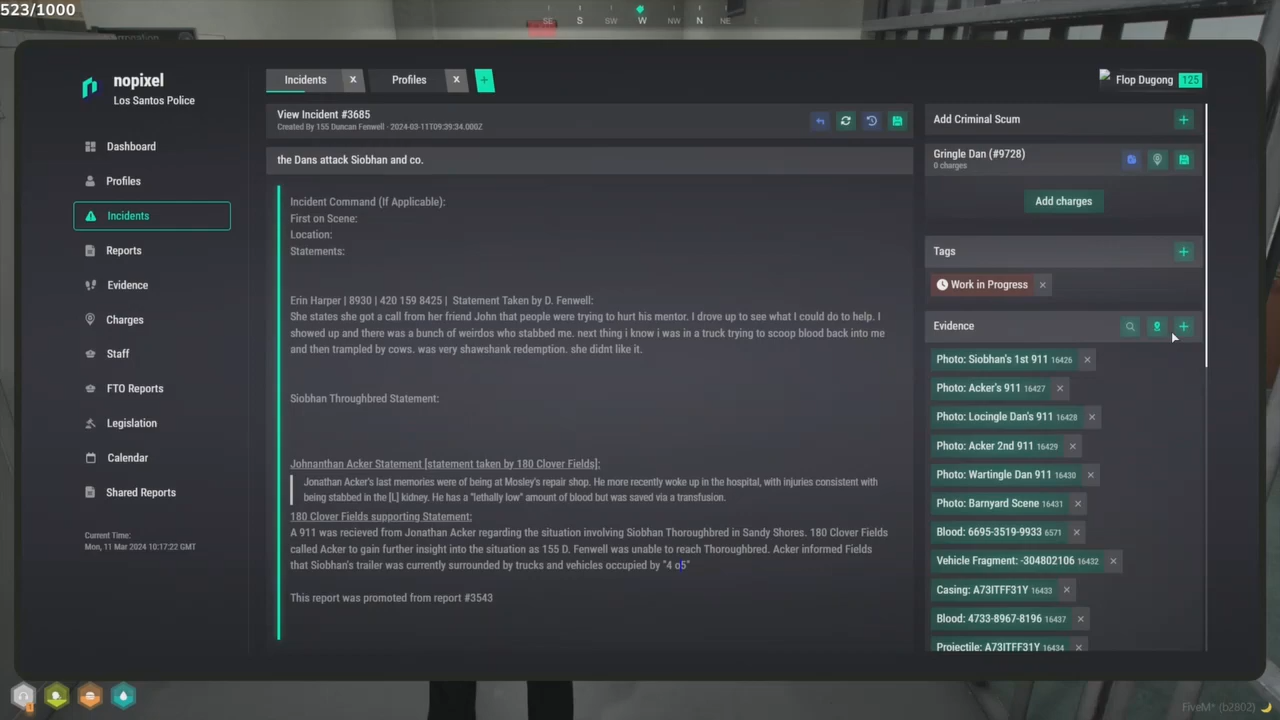 523/1000
SE S SW W NW N NE
nopixel
Los Santos Police
Dashboard
Profiles
Incidents
Reports
Evidence
Charges
Staff
FTO Reports
Legislation
Calendar
Shared Reports
Current Time:
Mon, 11 Mar 2024 10:17:22 GMT
Incidents x
Profiles x
+
Flop Dugong 125
View Incident #3685
Created By 155 Duncan Fenwell - 2024-03-11T09:39:34.000Z
the Dans attack Siobhan and co.
Incident Command (If Applicable):
First on Scene:
Location:
Statements:
Erin Harper | 8930 | 420 159 8425 | Statement Taken by D. Fenwell:
She states she got a call from her friend John that people were trying to hurt his mentor. I drove up to see what I could do to help. I
showed up and there was a bunch of weirdos who stabbed me. next thing i know i was in a truck trying to scoop blood back into me
and then trampled by cows. was very shawshank redemption. she didnt like it.
Siobhan Throughbred Statement:
Johnanthan Acker Statement [statement taken by 180 Clover Fields]:
Jonathan Acker's last memories were of being at Mosley's repair shop. He more recently woke up in the hospital, with injuries consistent with
being stabbed in the [L] kidney. He has a "lethally low" amount of blood but was saved via a transfusion.
180 Clover Fields supporting Statement:
A 911 was recieved from Jonathan Acker regarding the situation involving Siobhan Thoroughbred in Sandy Shores. 180 Clover Fields
called Acker to gain further insight into the situation as 155 D. Fenwell was unable to reach Thoroughbred. Acker informed Fields
that Siobhan's trailer was currently surrounded by trucks and vehicles occupied by "4 o5"
This report was promoted from report #3543
Add Criminal Scum +
Gringle Dan (#9728)
0 charges
Add charges
Tags +
Work in Progress x
Evidence +
Photo: Siobhan's 1st 911 16426 x
Photo: Acker's 911 16427 x
Photo: Locingle Dan's 911 16428 x
Photo: Acker 2nd 911 16429 x
Photo: Wartingle Dan 911 16430 x
Photo: Barnyard Scene 16431 x
Blood: 6695-3519-9933 6571 x
Vehicle Fragment: -304802106 16432 x
Casing: A73ITFF31Y 16433 x
Blood: 4733-8967-8196 16437 x
Projectile: A73ITFF31Y 16434 x
FiveM* (b2802)